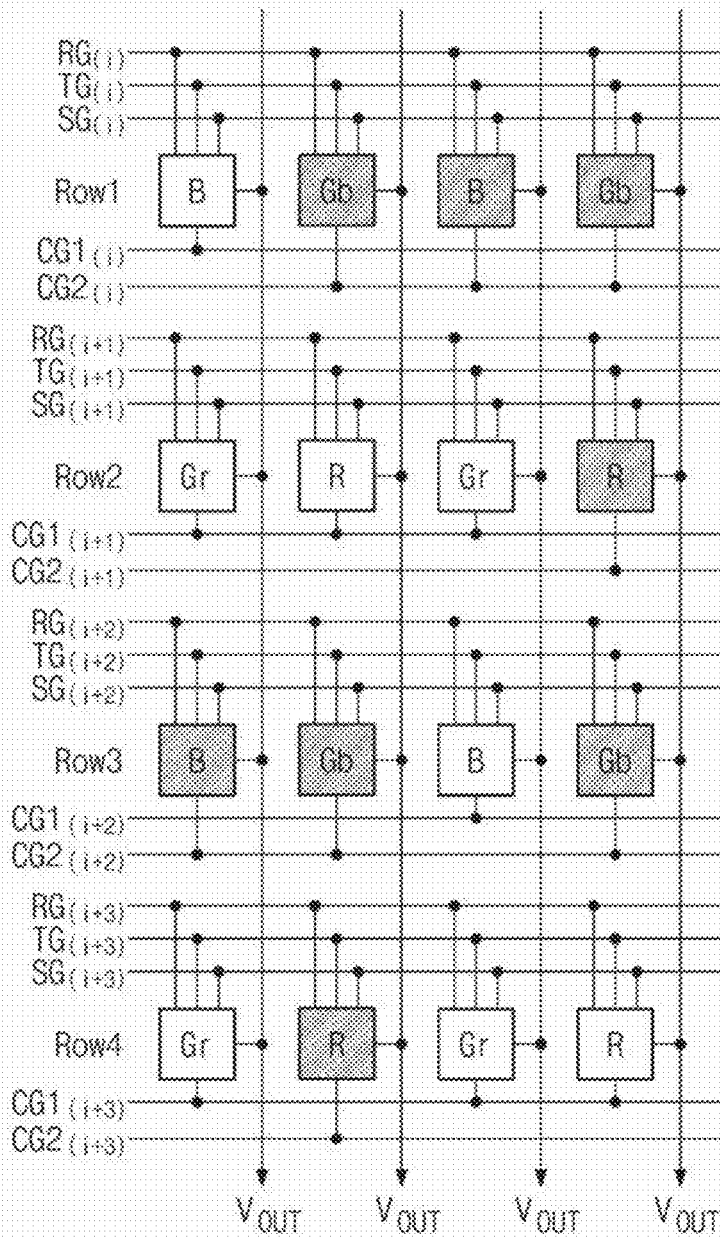 RG(i)
TG(i)
SG(i)
Row1 B Gb B Gb
CG1(i)
CG2(i)
RG(i+1)
TG(i+1)
SG(i+1)
Row2 Gr R Gr R
CG1(i+1)
CG2(i+1)
RG(i+2)
TG(i+2)
SG(i+2)
Row3 B Gb B Gb
CG1(i+2)
CG2(i+2)
RG(i+3)
TG(i+3)
SG(i+3)
Row4 Gr R Gr R
CG1(i+3)
CG2(i+3)
VOUT VOUT VOUT VOUT